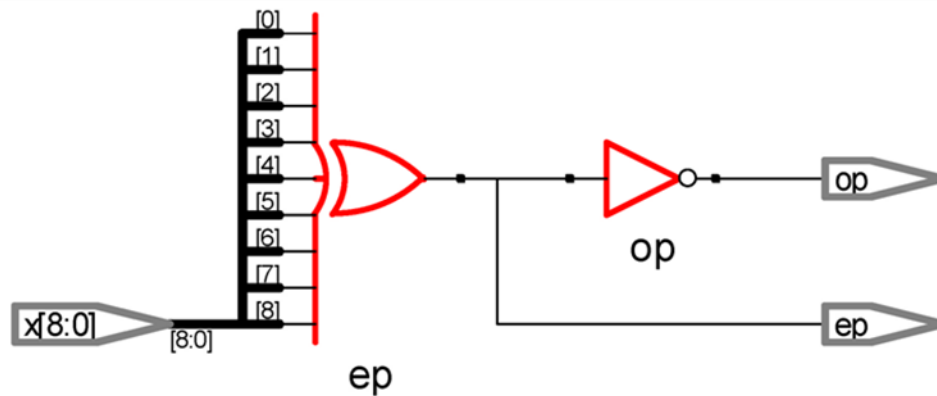 [0]
[1]
[2]
[3]
[4]
[5]
[6]
[7]
[8]
x[8:0]
[8:0]
ep
op
op
ep